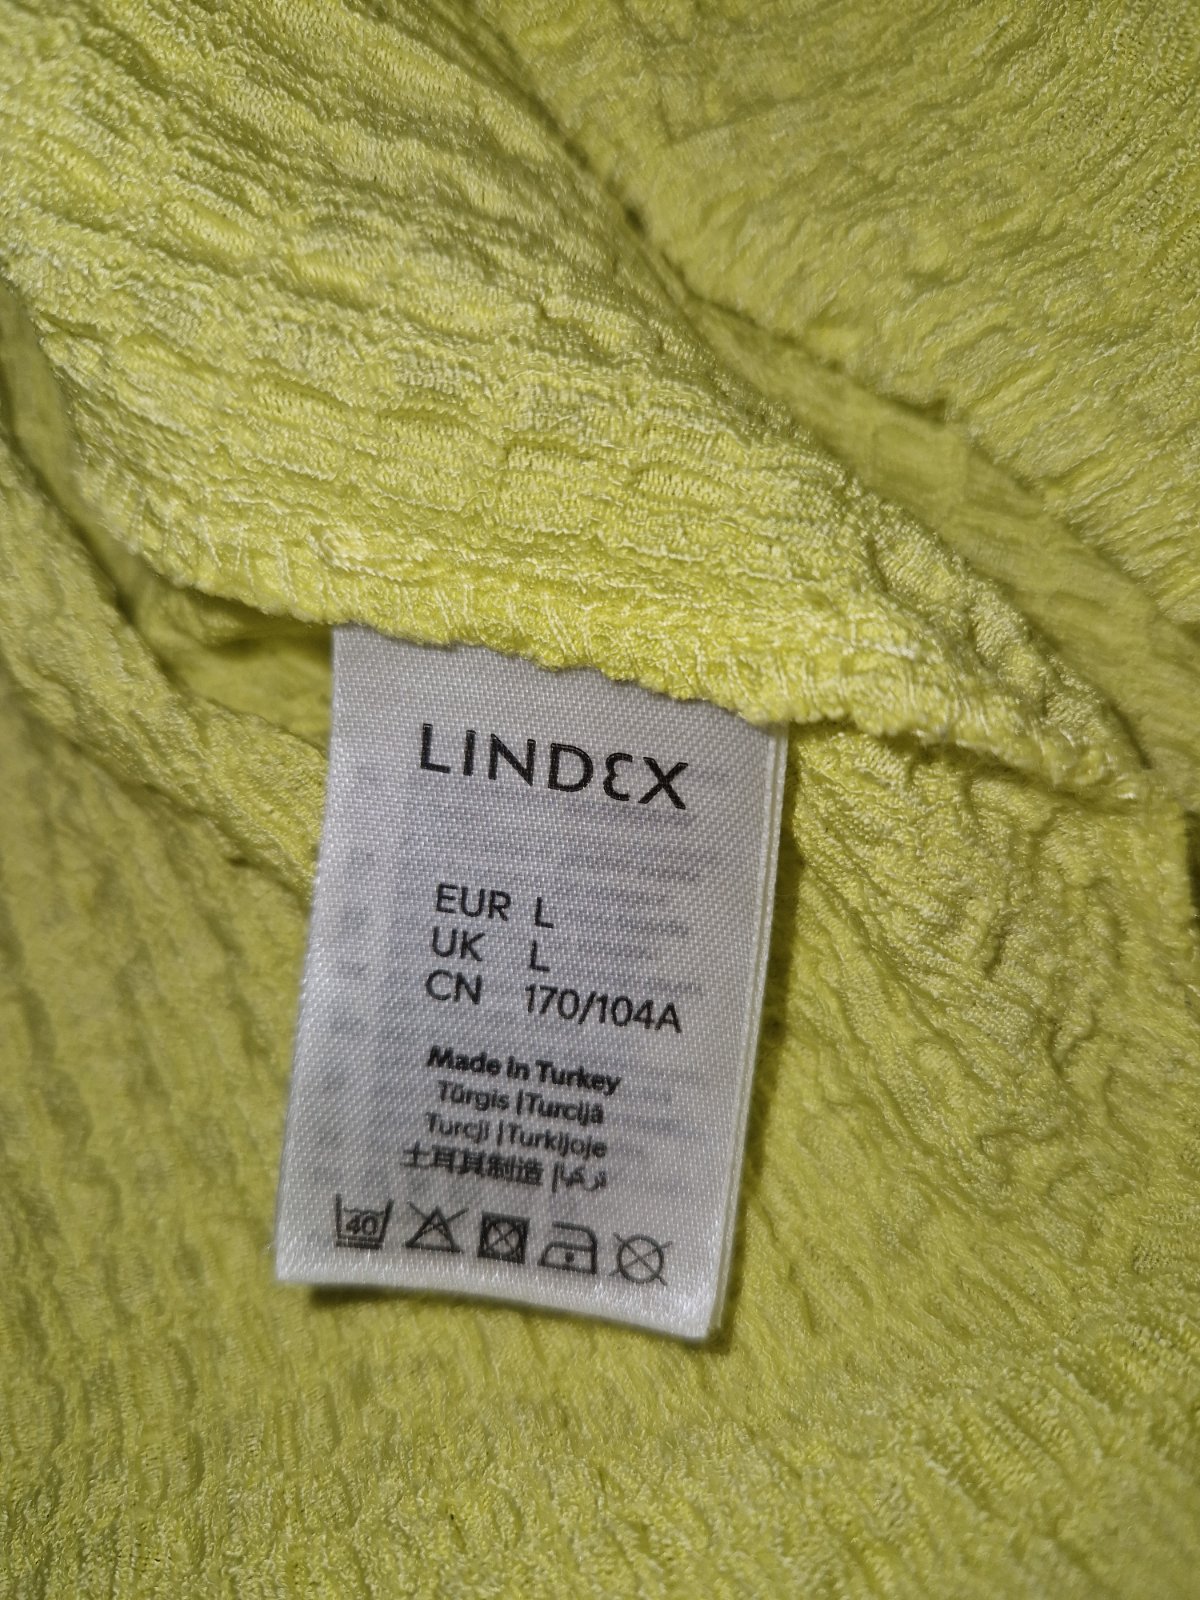 LINDEX
EUR L
UK L
CN 170/104A
Made in Turkey
Türgis | Turcijā
Turcji | Turkijoje
土耳其制造 | تركيا
40